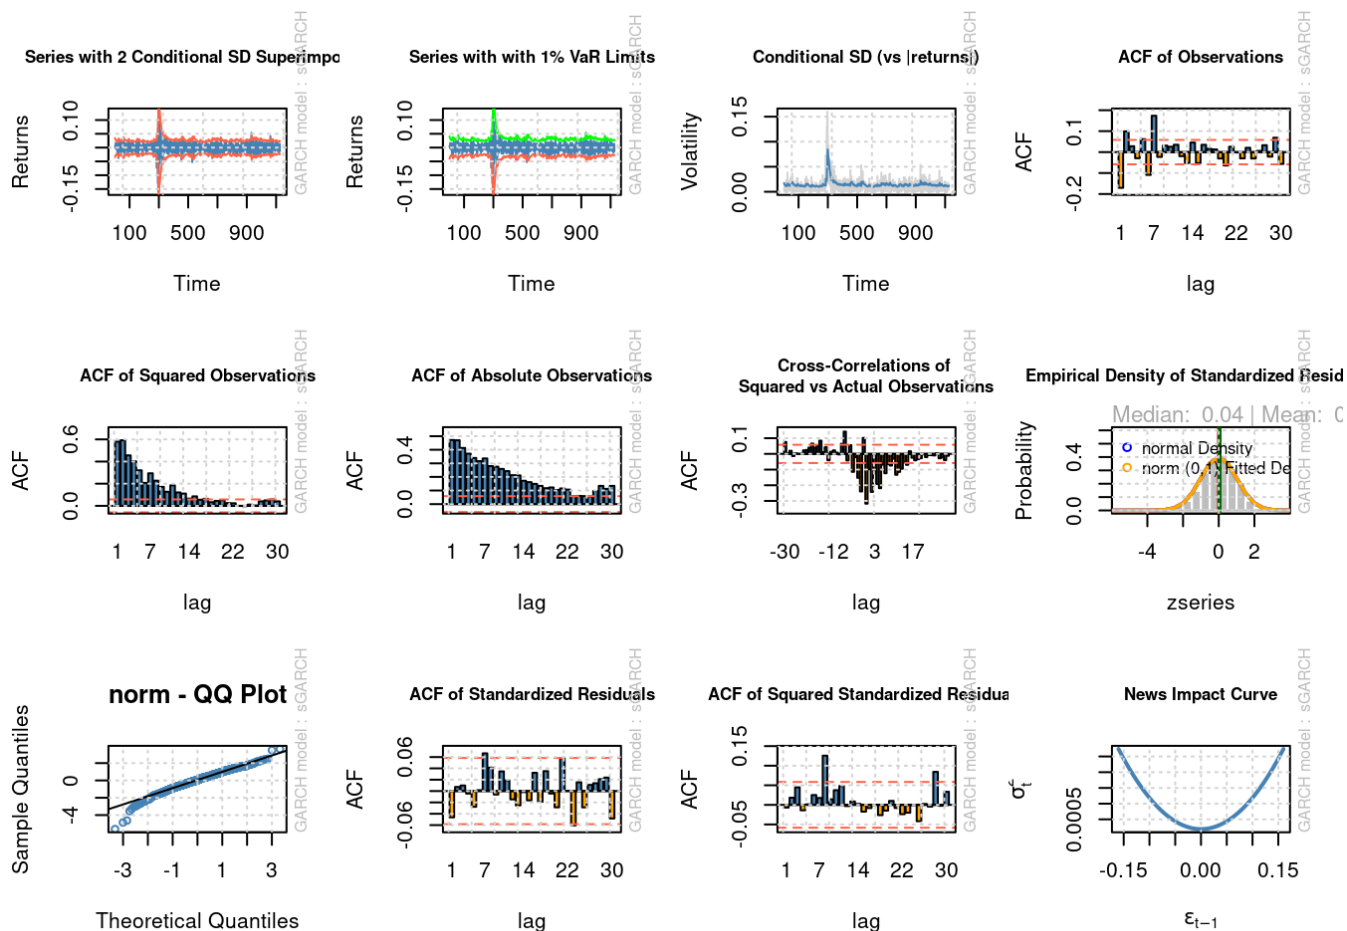 Series with 2 Conditional SD Superimpo
Returns
0.10
-0.15
100 500 900
Time
GARCH model : sGARCH
Series with with 1% VaR Limits
Returns
0.10
-0.15
100 500 900
Time
GARCH model : sGARCH
Conditional SD (vs |returns|)
Volatility
0.15
0.00
100 500 900
Time
GARCH model : sGARCH
ACF of Observations
ACF
0.1
-0.2
1 7 14 22 30
lag
GARCH model : sGARCH
ACF of Squared Observations
ACF
0.6
0.0
1 7 14 22 30
lag
GARCH model : sGARCH
ACF of Absolute Observations
ACF
0.4
0.0
1 7 14 22 30
lag
GARCH model : sGARCH
Cross-Correlations of
Squared vs Actual Observations
ACF
0.1
-0.3
-30 -12 3 17
lag
GARCH model : sGARCH
Empirical Density of Standardized Resid
Median: 0.04 | Mean: 0
Probability
0.4
0.0
normal Density
norm (0,1) Fitted De
-4 0 2
zseries
GARCH model : sGARCH
norm - QQ Plot
Sample Quantiles
0
-4
-3 -1 1 3
Theoretical Quantiles
GARCH model : sGARCH
ACF of Standardized Residuals
ACF
0.06
-0.06
1 7 14 22 30
lag
GARCH model : sGARCH
ACF of Squared Standardized Residua
ACF
0.15
-0.05
1 7 14 22 30
lag
GARCH model : sGARCH
News Impact Curve
0.0005
-0.15 0.00 0.15
εt−1
GARCH model : sGARCH